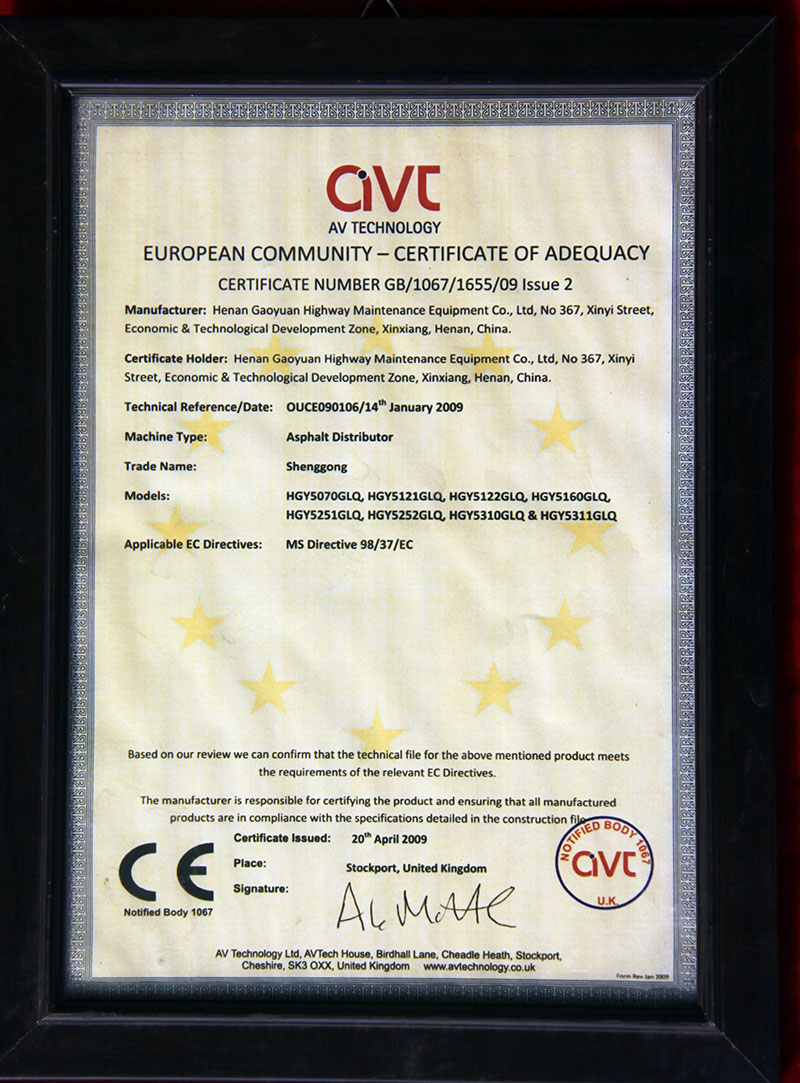 avt
AV TECHNOLOGY
EUROPEAN COMMUNITY – CERTIFICATE OF ADEQUACY
CERTIFICATE NUMBER GB/1067/1655/09 Issue 2
Manufacturer: Henan Gaoyuan Highway Maintenance Equipment Co., Ltd, No 367, Xinyi Street,
Economic & Technological Development Zone, Xinxiang, Henan, China.
Certificate Holder: Henan Gaoyuan Highway Maintenance Equipment Co., Ltd, No 367, Xinyi
Street, Economic & Technological Development Zone, Xinxiang, Henan, China.
Technical Reference/Date: OUCE090106/14th January 2009
Machine Type: Asphalt Distributor
Trade Name: Shenggong
Models: HGY5070GLQ, HGY5121GLQ, HGY5122GLQ, HGY5160GLQ,
HGY5251GLQ, HGY5252GLQ, HGY5310GLQ & HGY5311GLQ
Applicable EC Directives: MS Directive 98/37/EC
Based on our review we can confirm that the technical file for the above mentioned product meets
the requirements of the relevant EC Directives.
The manufacturer is responsible for certifying the product and ensuring that all manufactured
products are in compliance with the specifications detailed in the construction file.
Certificate Issued: 20th April 2009
Place: Stockport, United Kingdom
Signature:
CE
Notified Body 1067
NOTIFIED BODY 1067
avt
U.K.
AV Technology Ltd, AVTech House, Birdhall Lane, Cheadle Heath, Stockport,
Cheshire, SK3 OXX, United Kingdom www.avtechnology.co.uk
Form Rev Jan 2009